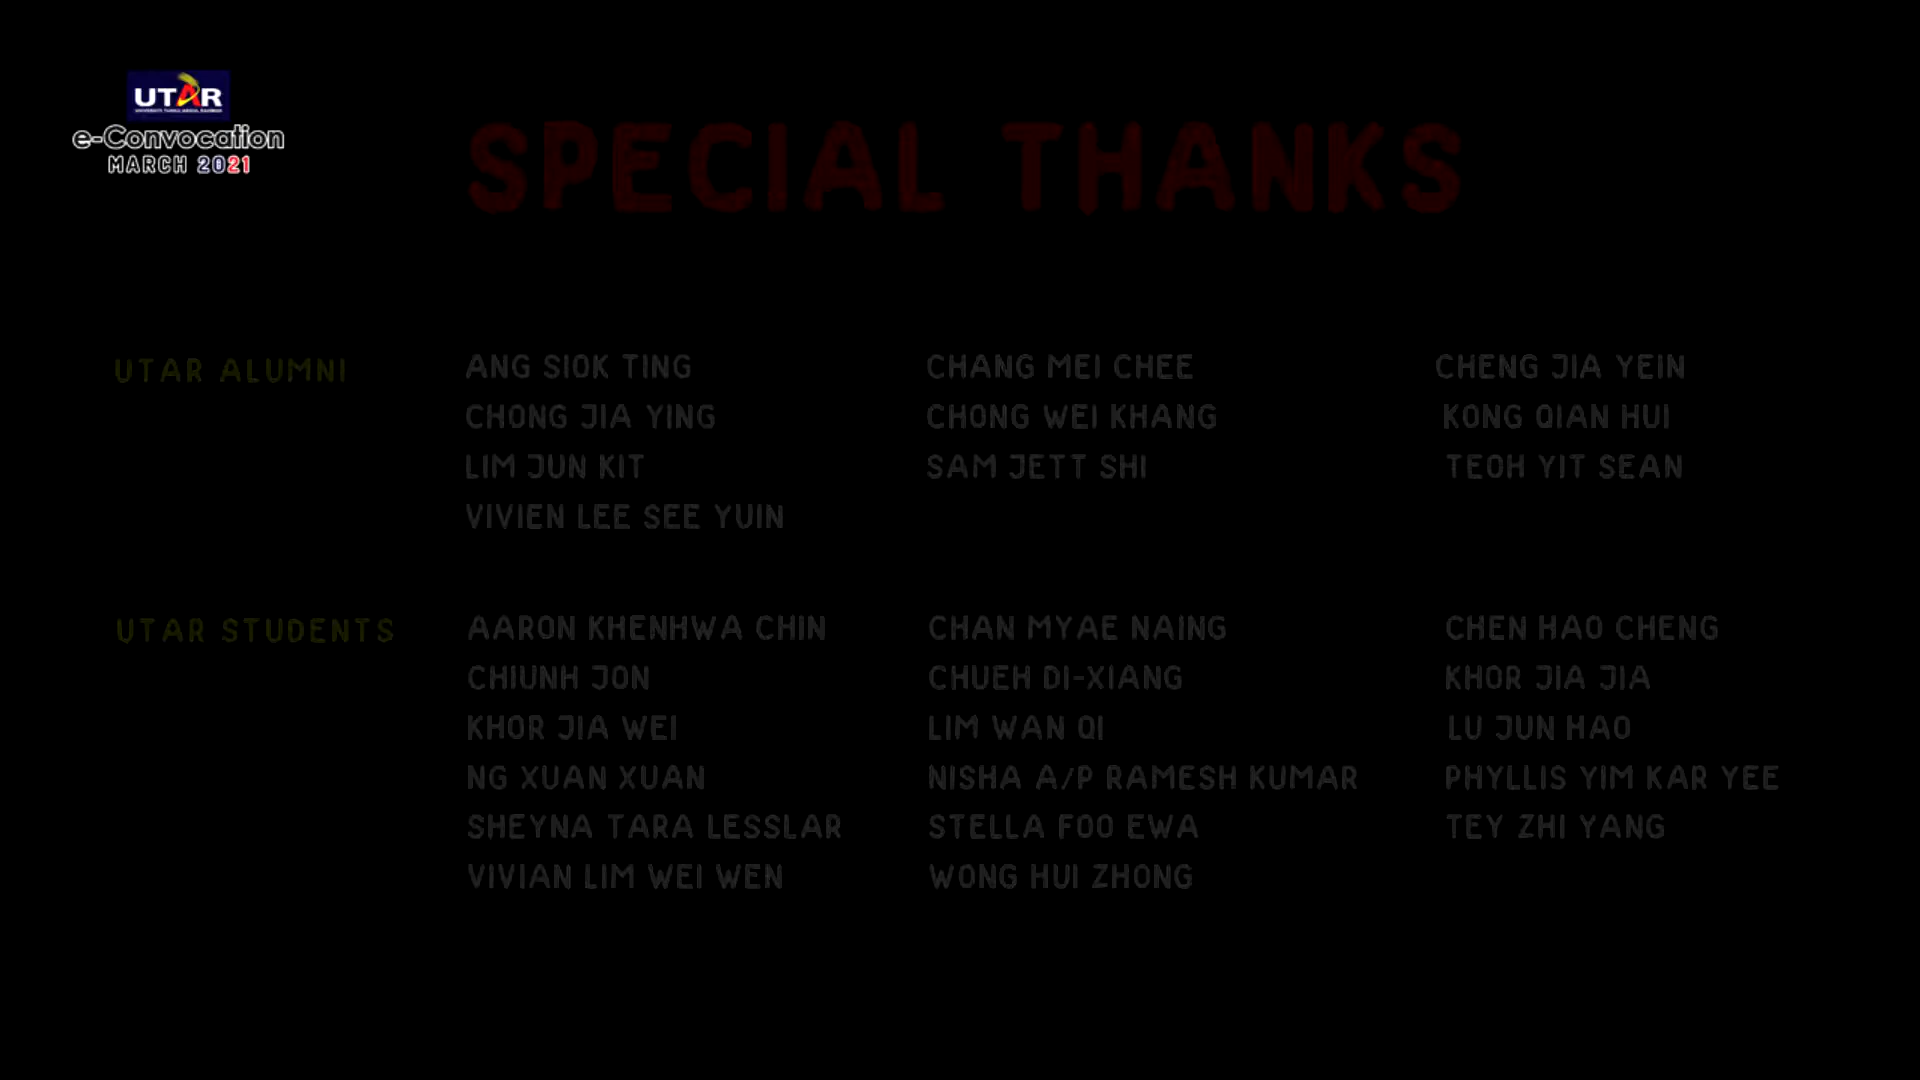 UTAR
UNIVERSITI TUNKU ABDUL RAHMAN
e-Convocation
MARCH 2021
SPECIAL THANKS
UTAR ALUMNI
ANG SIOK TING CHANG MEI CHEE CHENG JIA YEIN
CHONG JIA YING CHONG WEI KHANG KONG QIAN HUI
LIM JUN KIT SAM JETT SHI TEOH YIT SEAN
VIVIEN LEE SEE YUIN
UTAR STUDENTS
AARON KHENHWA CHIN CHAN MYAE NAING CHEN HAO CHENG
CHIUNH JON CHUEH DI-XIANG KHOR JIA JIA
KHOR JIA WEI LIM WAN QI LU JUN HAO
NG XUAN XUAN NISHA A/P RAMESH KUMAR PHYLLIS YIM KAR YEE
SHEYNA TARA LESSLAR STELLA FOO EWA TEY ZHI YANG
VIVIAN LIM WEI WEN WONG HUI ZHONG